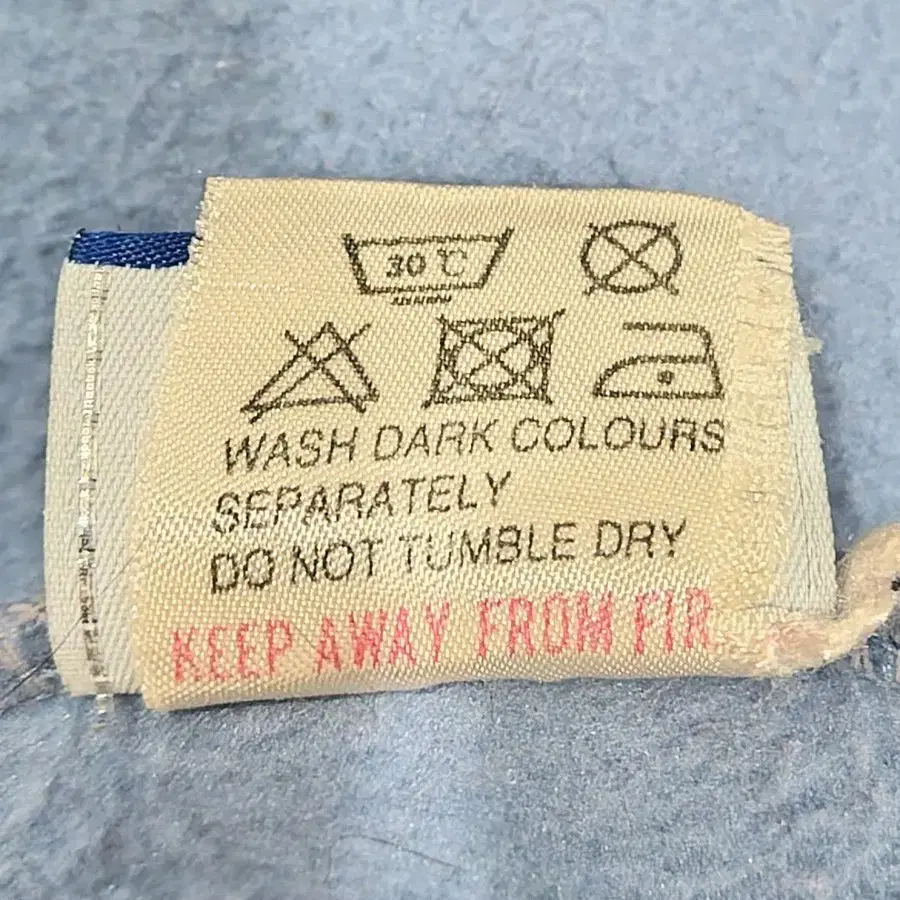 30 ℃
WASH DARK COLOURS
SEPARATELY
DO NOT TUMBLE DRY
KEEP AWAY FROM FIR